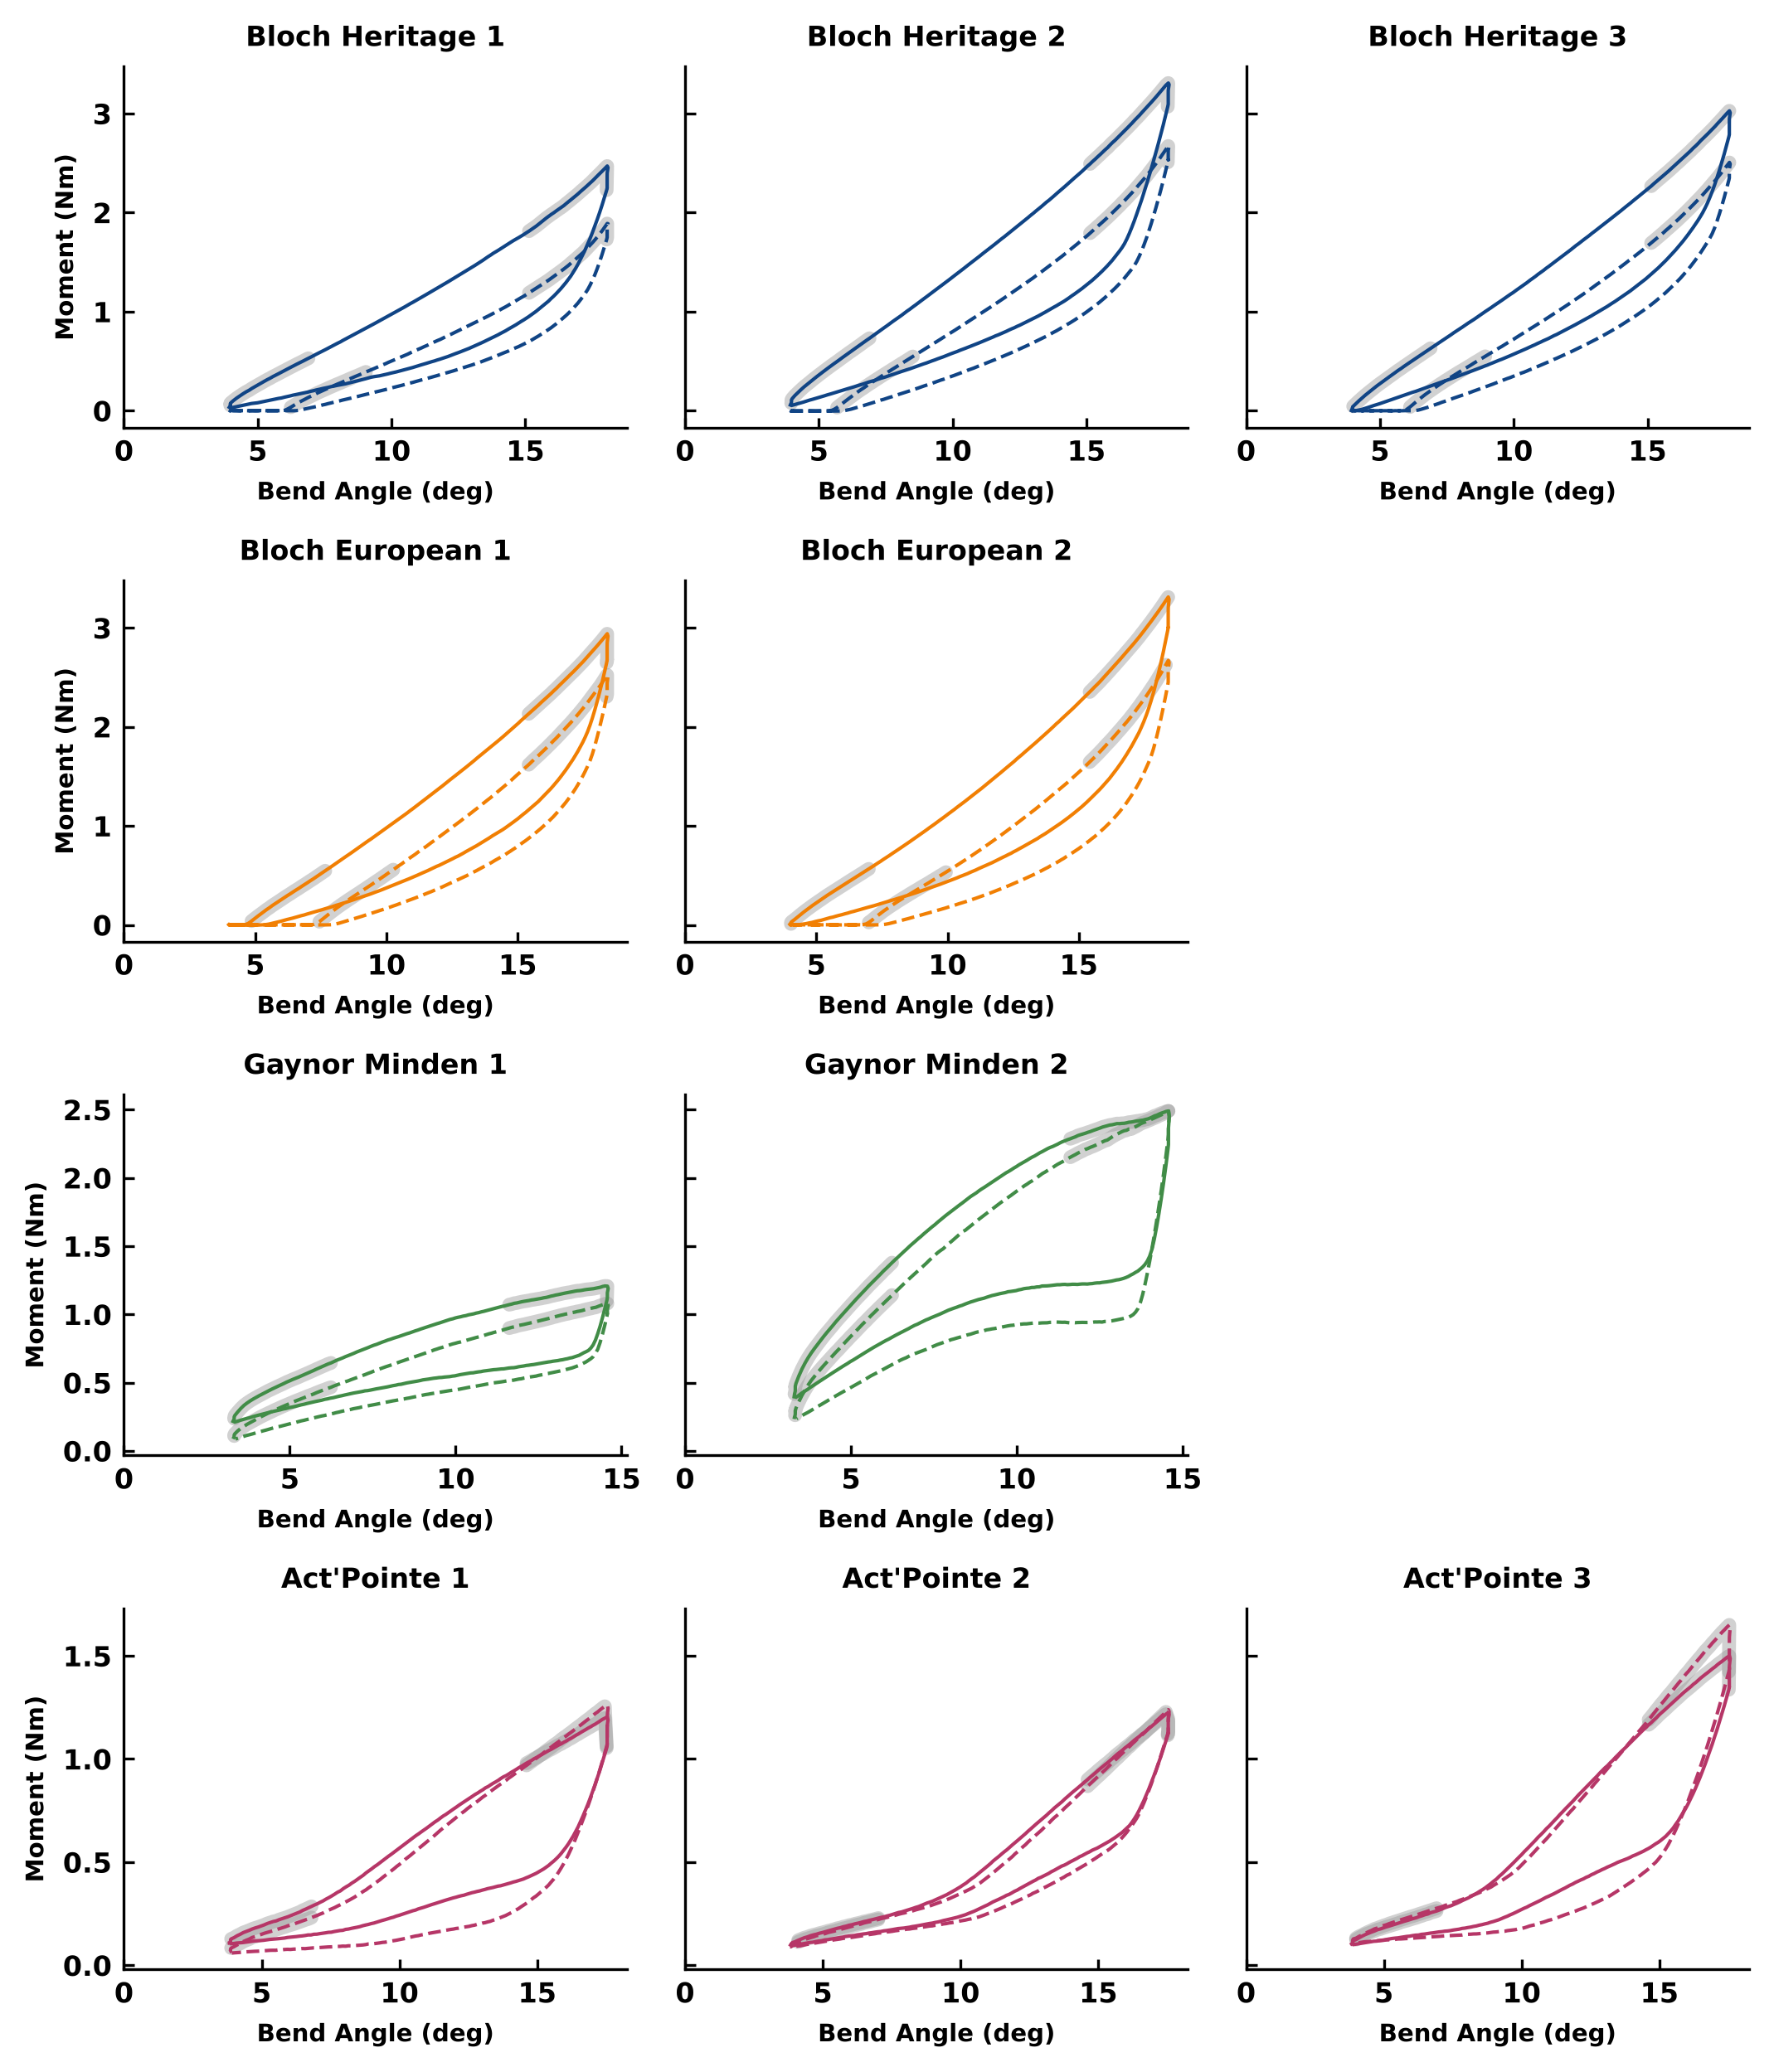 Bloch Heritage 1 Bloch Heritage 2 Bloch Heritage 3
3
2
1
0
Moment (Nm)
0 5 10 15 0 5 10 15 0 5 10 15
Bend Angle (deg) Bend Angle (deg) Bend Angle (deg)
Bloch European 1 Bloch European 2
3
2
1
0
Moment (Nm)
0 5 10 15 0 5 10 15
Bend Angle (deg) Bend Angle (deg)
Gaynor Minden 1 Gaynor Minden 2
2.5
2.0
1.5
1.0
0.5
0.0
Moment (Nm)
0 5 10 15 0 5 10 15
Bend Angle (deg) Bend Angle (deg)
Act'Pointe 1 Act'Pointe 2 Act'Pointe 3
1.5
1.0
0.5
0.0
Moment (Nm)
0 5 10 15 0 5 10 15 0 5 10 15
Bend Angle (deg) Bend Angle (deg) Bend Angle (deg)